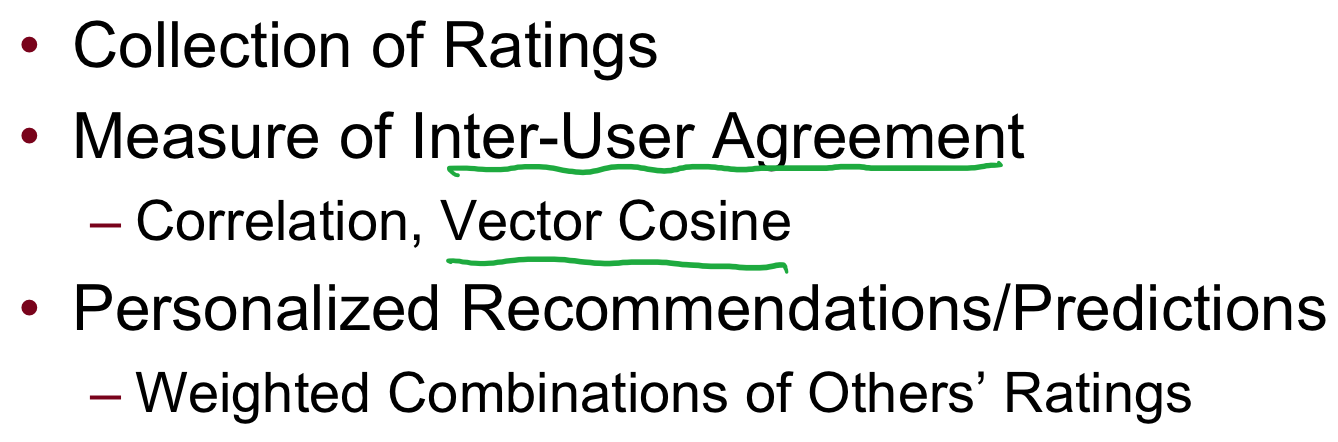 • Collection of Ratings
• Measure of Inter-User Agreement
– Correlation, Vector Cosine
• Personalized Recommendations/Predictions
– Weighted Combinations of Others’ Ratings